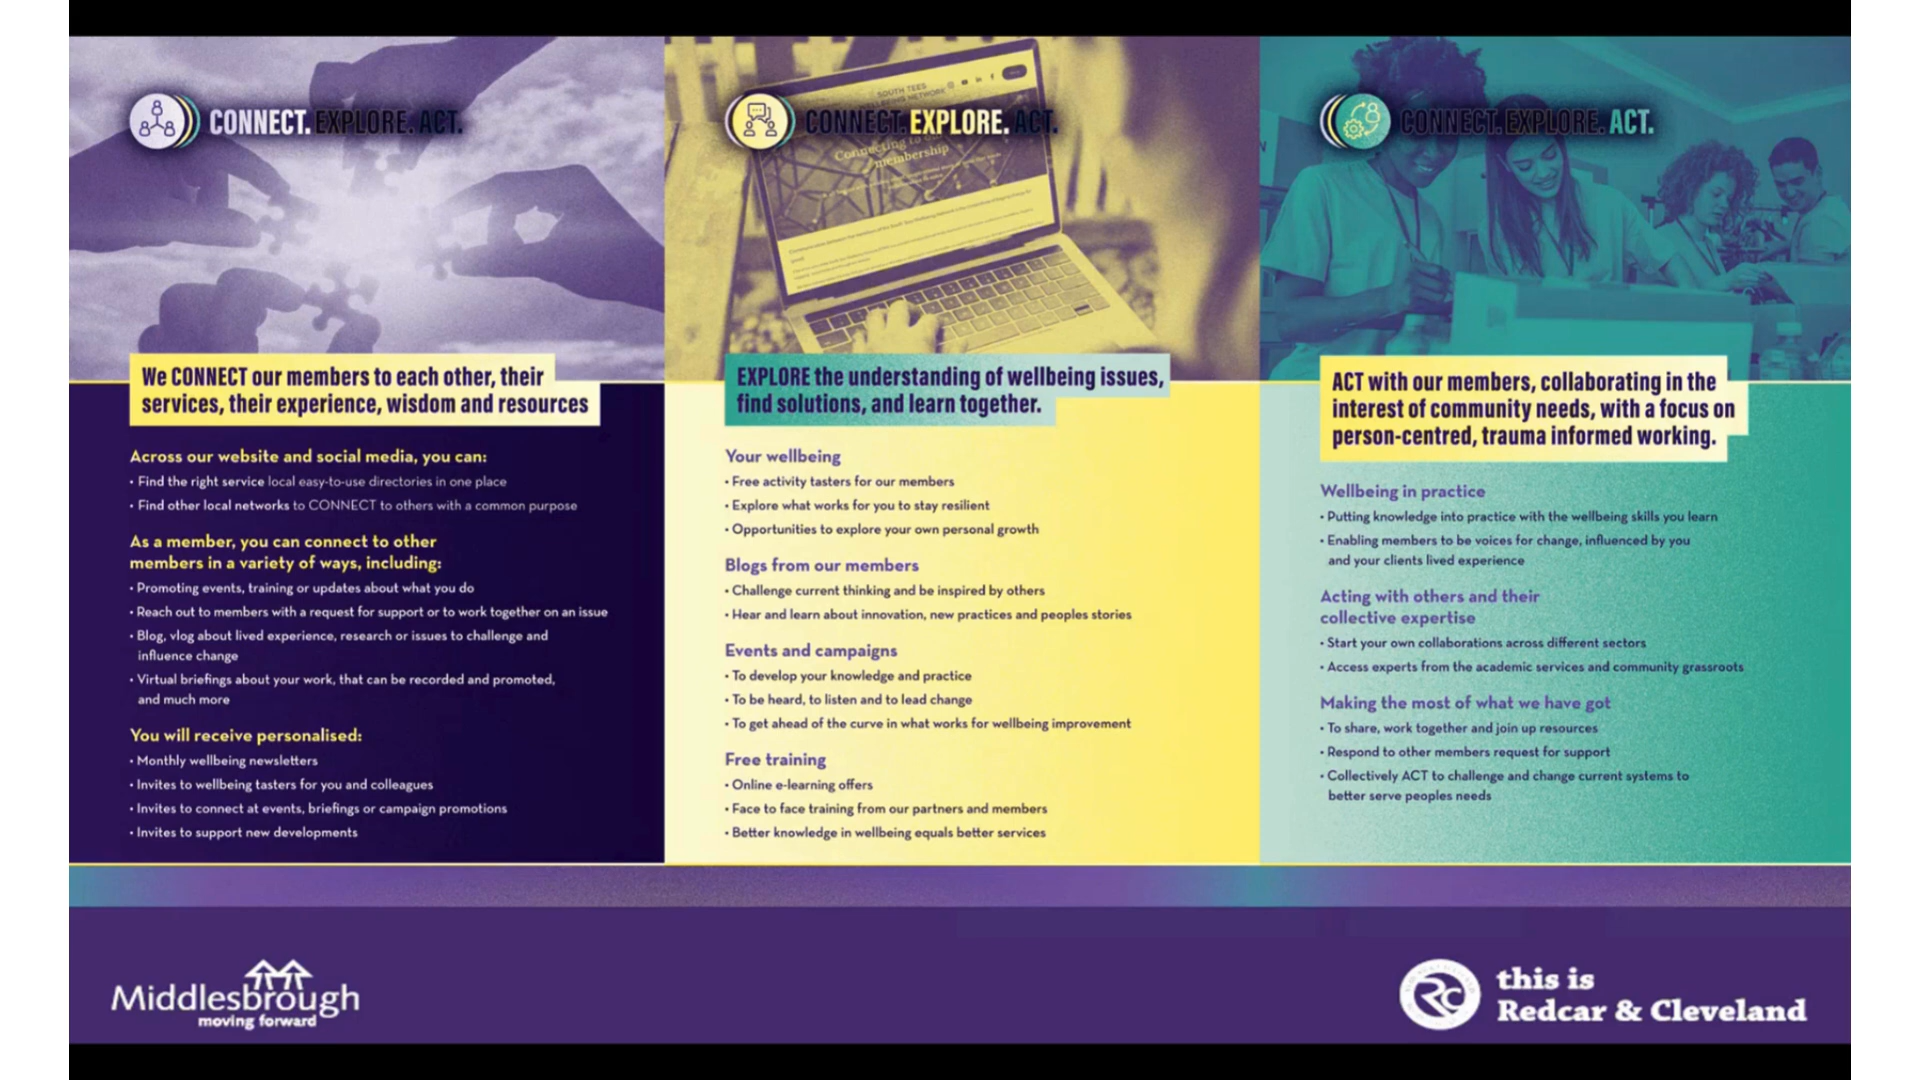 CONNECT. EXPLORE. ACT.
We CONNECT our members to each other, their
services, their experience, wisdom and resources
Across our website and social media, you can:
• Find the right service local easy-to-use directories in one place
• Find other local networks to CONNECT to others with a common purpose
As a member, you can connect to other
members in a variety of ways, including:
• Promoting events, training or updates about what you do
• Reach out to members with a request for support or to work together on an issue
• Blog, vlog about lived experience, research or issues to challenge and
influence change
• Virtual briefings about your work, that can be recorded and promoted,
and much more
You will receive personalised:
• Monthly wellbeing newsletters
• Invites to wellbeing tasters for you and colleagues
• Invites to connect at events, briefings or campaign promotions
• Invites to support new developments
SOUTH TEES
WELLBEING NETWORK
CONNECT. EXPLORE. ACT.
Connecting to
membership
EXPLORE the understanding of wellbeing issues,
find solutions, and learn together.
Your wellbeing
• Free activity tasters for our members
• Explore what works for you to stay resilient
• Opportunities to explore your own personal growth
Blogs from our members
• Challenge current thinking and be inspired by others
• Hear and learn about innovation, new practices and peoples stories
Events and campaigns
• To develop your knowledge and practice
• To be heard, to listen and to lead change
• To get ahead of the curve in what works for wellbeing improvement
Free training
• Online e-learning offers
• Face to face training from our partners and members
• Better knowledge in wellbeing equals better services
CONNECT. EXPLORE. ACT.
ACT with our members, collaborating in the
interest of community needs, with a focus on
person-centred, trauma informed working.
Wellbeing in practice
• Putting knowledge into practice with the wellbeing skills you learn
• Enabling members to be voices for change, influenced by you
and your clients lived experience
Acting with others and their
collective expertise
• Start your own collaborations across different sectors
• Access experts from the academic services and community grassroots
Making the most of what we have got
• To share, work together and join up resources
• Respond to other members request for support
• Collectively ACT to challenge and change current systems to
better serve peoples needs
Middlesbrough
moving forward
RC
this is
Redcar & Cleveland